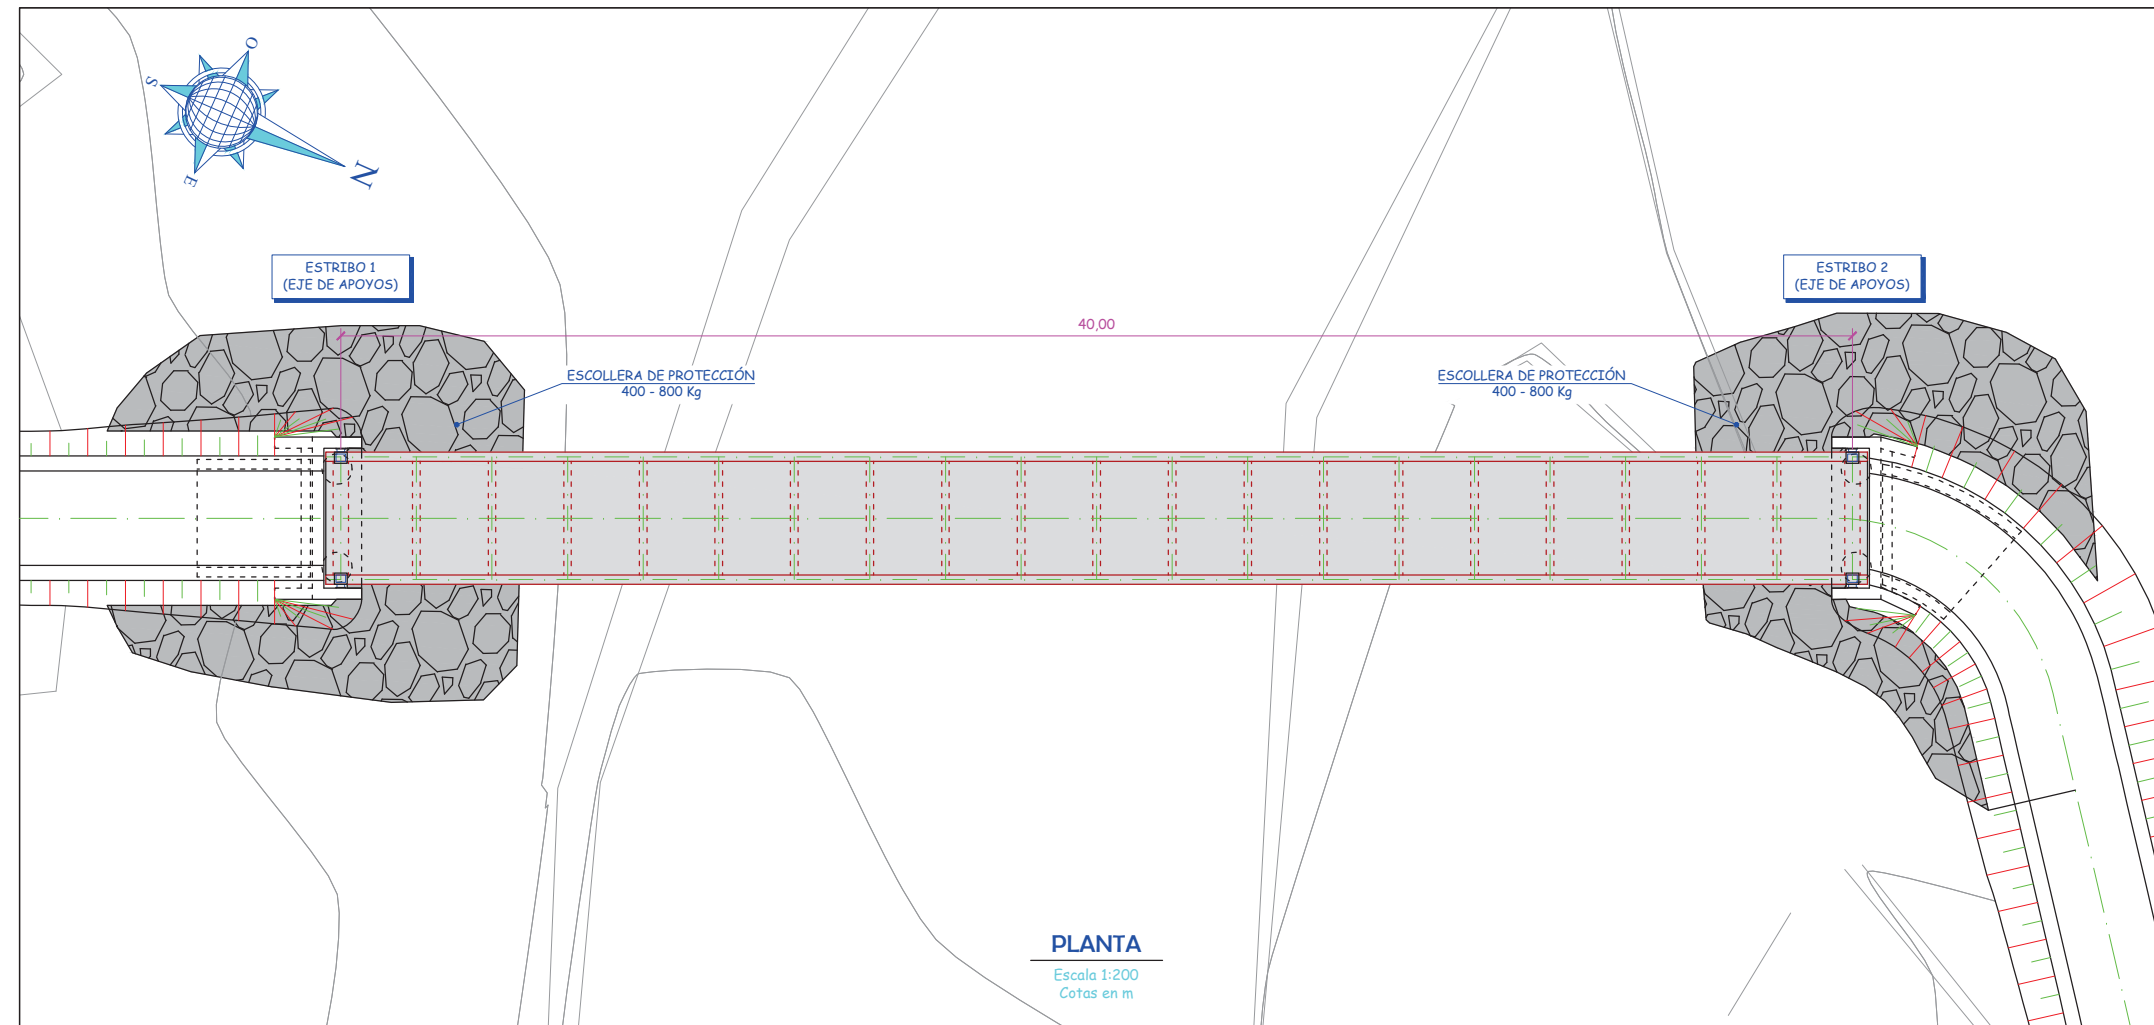 O
S
E
N
ESTRIBO 1
(EJE DE APOYOS)
ESTRIBO 2
(EJE DE APOYOS)
40,00
ESCOLLERA DE PROTECCIÓN
400 - 800 Kg
ESCOLLERA DE PROTECCIÓN
400 - 800 Kg
PLANTA
Escala 1:200
Cotas en m